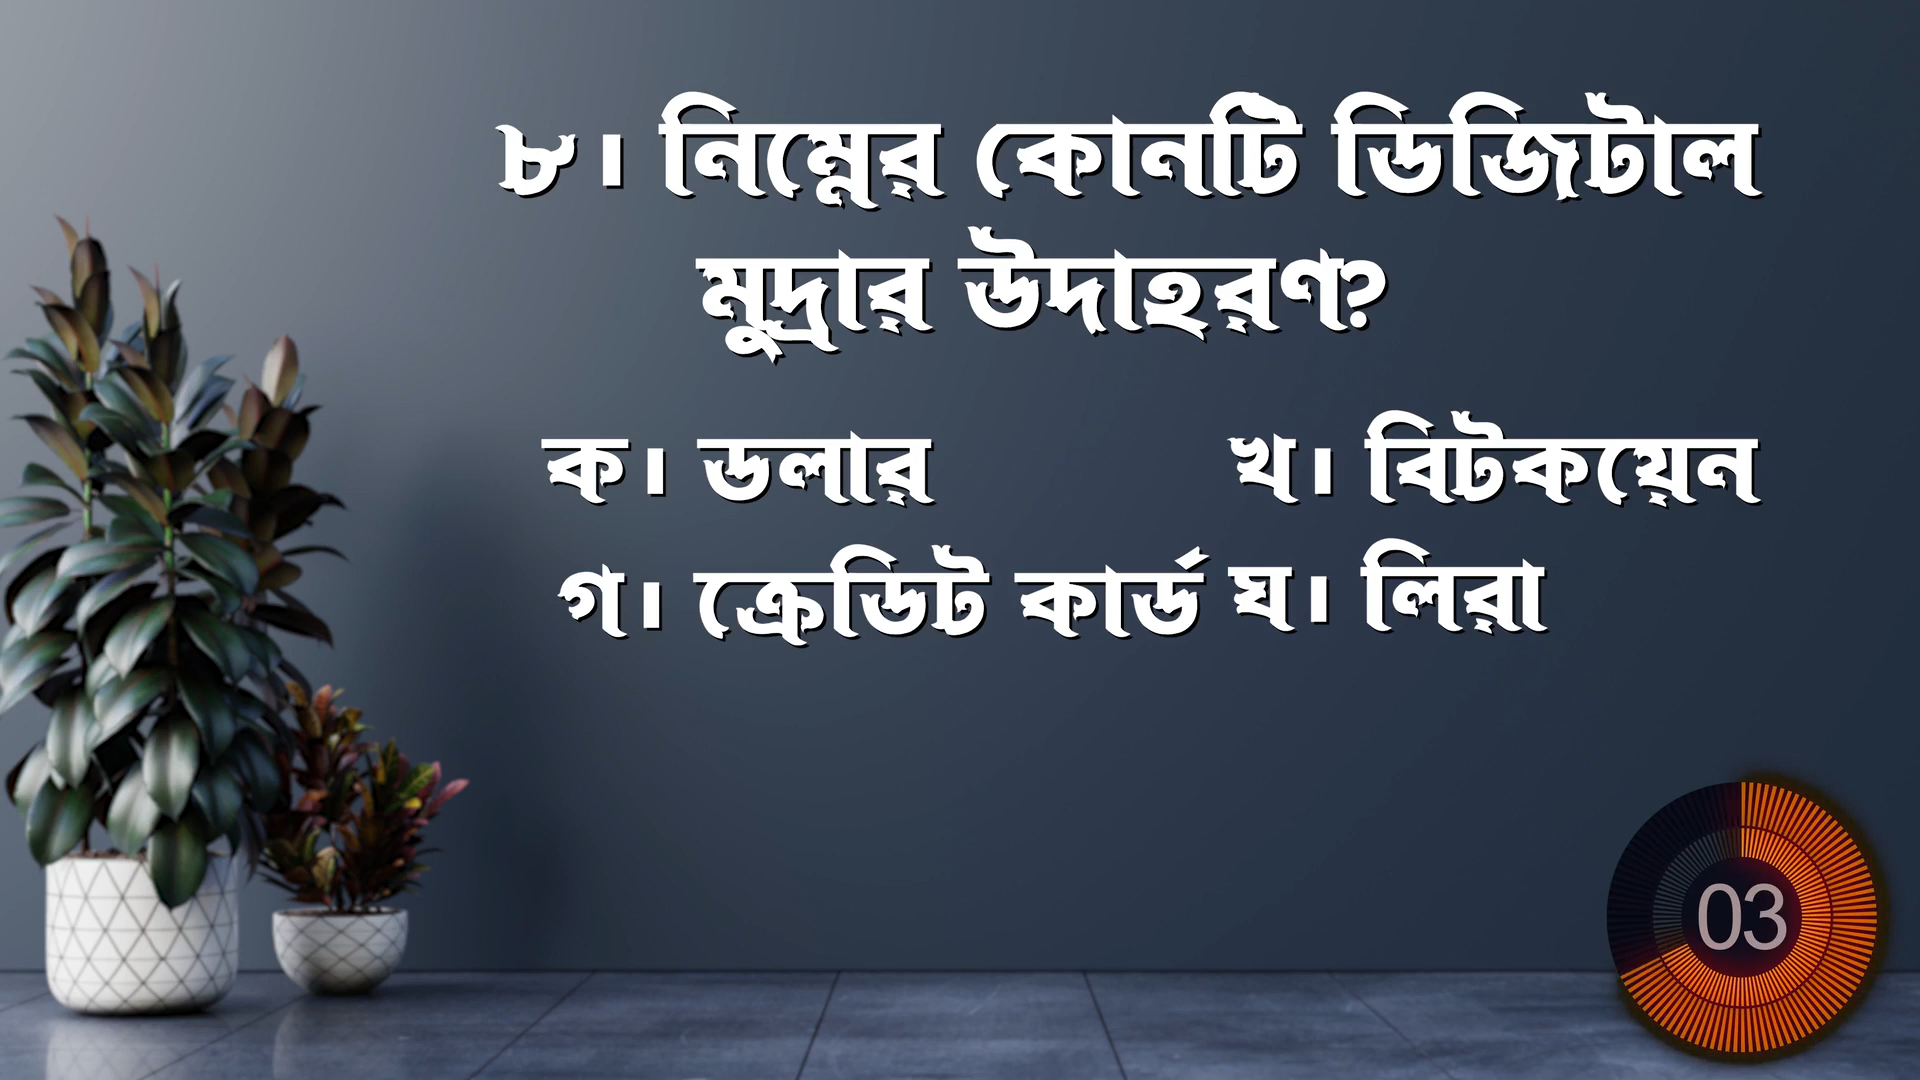 ৮। নিম্নের কোনটি ডিজিটাল
মুদ্রার উদাহরণ?
ক। ডলার খ। বিটকয়েন
গ। ক্রেডিট কার্ড ঘ। লিরা
03